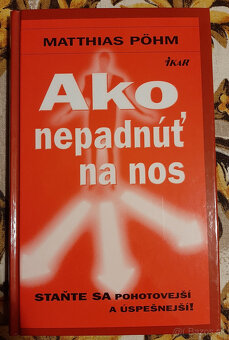 MATTHIAS PÖHM
IKAR
Ako
nepadnúť
na nos
STAŇTE SA POHOTOVEJŠÍ
A ÚSPEŠNEJŠÍ!